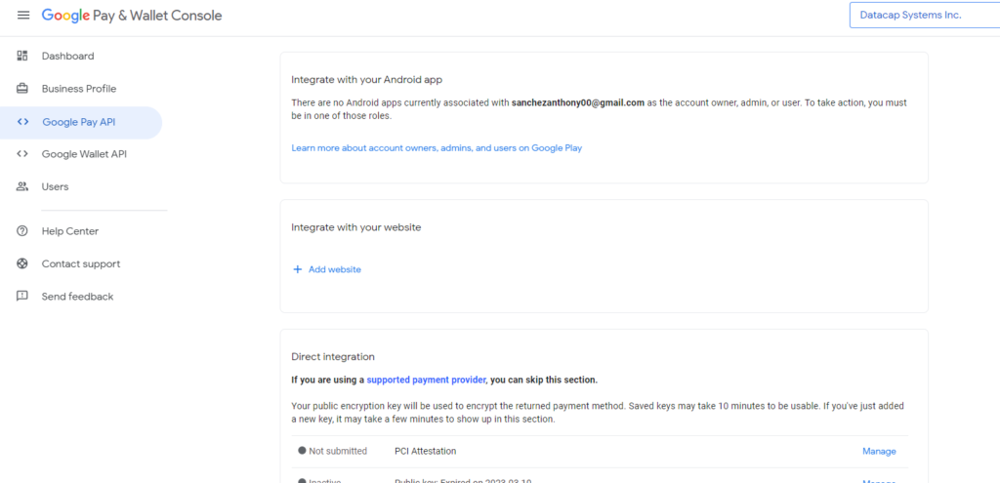 Google Pay & Wallet Console
Datacap Systems Inc.
Dashboard
Business Profile
Google Pay API
Google Wallet API
Users
Help Center
Contact support
Send feedback
Integrate with your Android app
There are no Android apps currently associated with sanchezanthony00@gmail.com as the account owner, admin, or user. To take action, you must
be in one of those roles.
Learn more about account owners, admins, and users on Google Play
Integrate with your website
+ Add website
Direct integration
If you are using a supported payment provider, you can skip this section.
Your public encryption key will be used to encrypt the returned payment method. Saved keys may take 10 minutes to be usable. If you've just added
a new key, it may take a few minutes to show up in this section.
Not submitted PCI Attestation Manage
Inactive Public key: Expired on 2023-03-10 Manage